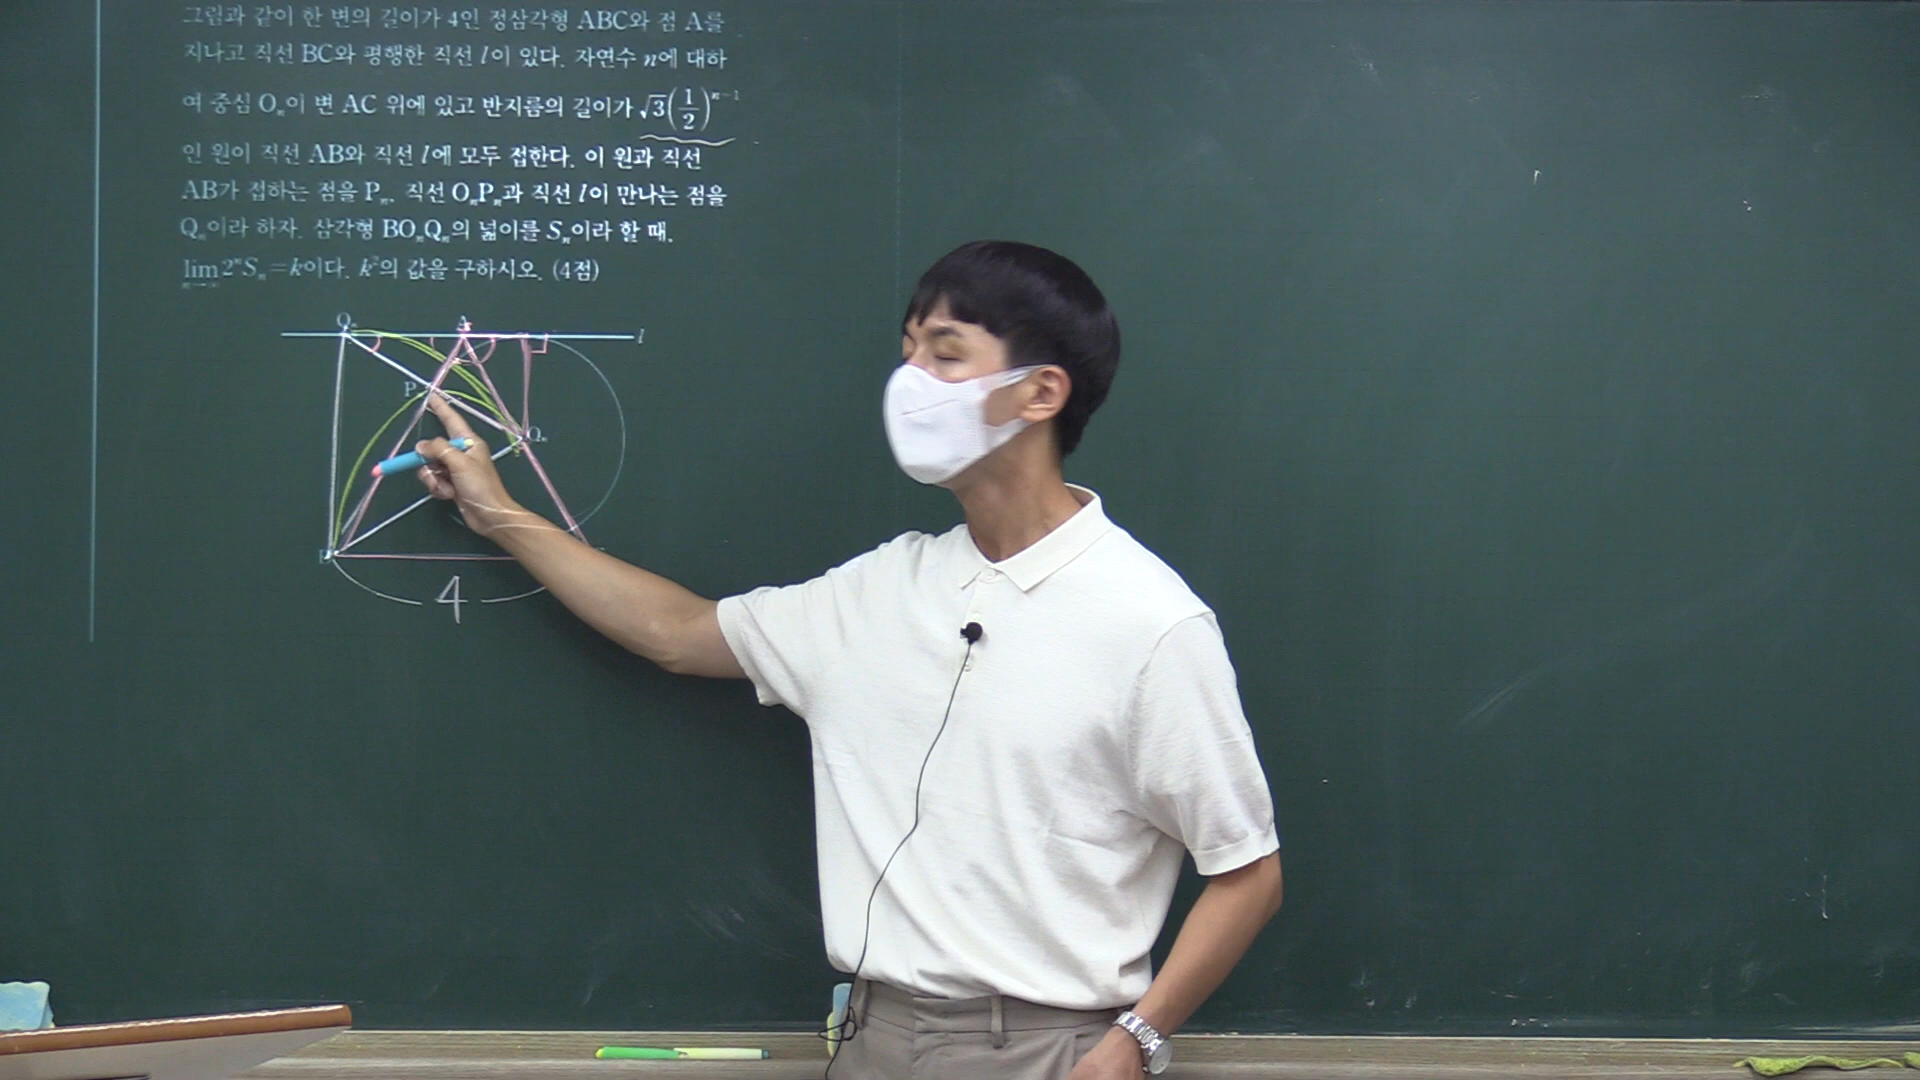 그림과 같이 한 변의 길이가 4인 정삼각형 ABC와 점 A를
지나고 직선 BC와 평행한 직선 l이 있다. 자연수 n에 대하
여 중심 Oₙ이 변 AC 위에 있고 반지름의 길이가 √3(1/2)ⁿ⁻¹
인 원이 직선 AB와 직선 l에 모두 접한다. 이 원과 직선
AB가 접하는 점을 Pₙ, 직선 OₙPₙ과 직선 l이 만나는 점을
Qₙ이라 하자. 삼각형 BOₙQₙ의 넓이를 Sₙ이라 할 때,
lim 2ⁿSₙ=k이다. k²의 값을 구하시오. (4점)
A
l
P
4